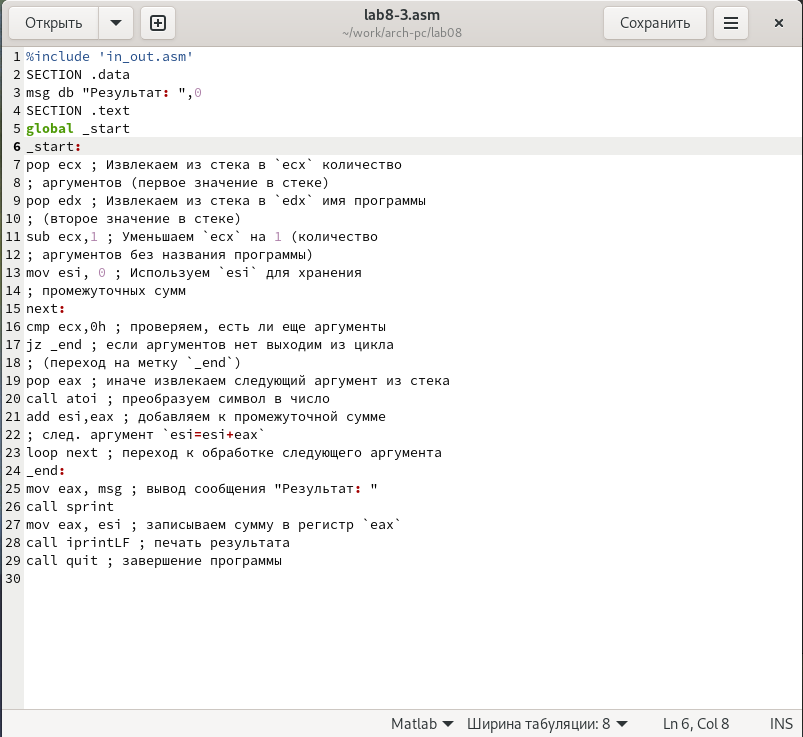 Открыть
lab8-3.asm
~/work/arch-pc/lab08
Сохранить
1 %include 'in_out.asm'
2 SECTION .data
3 msg db "Результат: ",0
4 SECTION .text
5 global _start
6 _start:
7 pop ecx ; Извлекаем из стека в `ecx` количество
8 ; аргументов (первое значение в стеке)
9 pop edx ; Извлекаем из стека в `edx` имя программы
10 ; (второе значение в стеке)
11 sub ecx,1 ; Уменьшаем `ecx` на 1 (количество
12 ; аргументов без названия программы)
13 mov esi, 0 ; Используем `esi` для хранения
14 ; промежуточных сумм
15 next:
16 cmp ecx,0h ; проверяем, есть ли еще аргументы
17 jz _end ; если аргументов нет выходим из цикла
18 ; (переход на метку `_end`)
19 pop eax ; иначе извлекаем следующий аргумент из стека
20 call atoi ; преобразуем символ в число
21 add esi,eax ; добавляем к промежуточной сумме
22 ; след. аргумент `esi=esi+eax`
23 loop next ; переход к обработке следующего аргумента
24 _end:
25 mov eax, msg ; вывод сообщения "Результат: "
26 call sprint
27 mov eax, esi ; записываем сумму в регистр `eax`
28 call iprintLF ; печать результата
29 call quit ; завершение программы
30
Matlab Ширина табуляции: 8 Ln 6, Col 8 INS